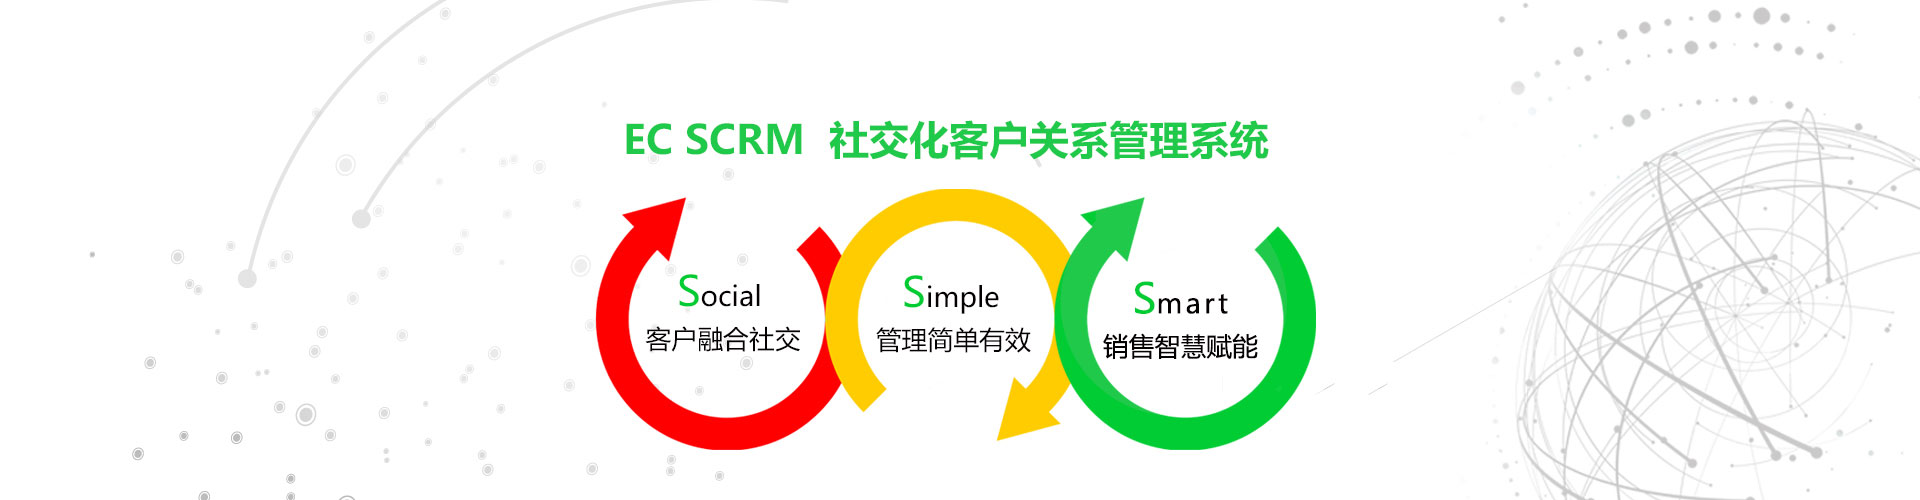 EC SCRM 社交化客户关系管理系统
Social
客户融合社交
Simple
管理简单有效
Smart
销售智慧赋能